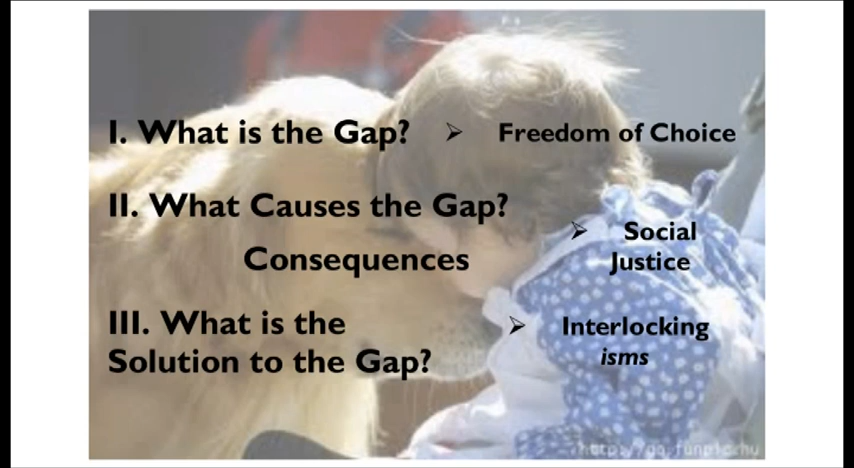 I. What is the Gap? ➢ Freedom of Choice
II. What Causes the Gap?
➢ Social
Justice
Consequences
III. What is the
Solution to the Gap?
➢ Interlocking
isms